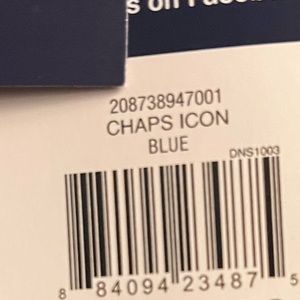 s on Faceb
208738947001
CHAPS ICON
BLUE
DNS1003
8 84094 23487 5